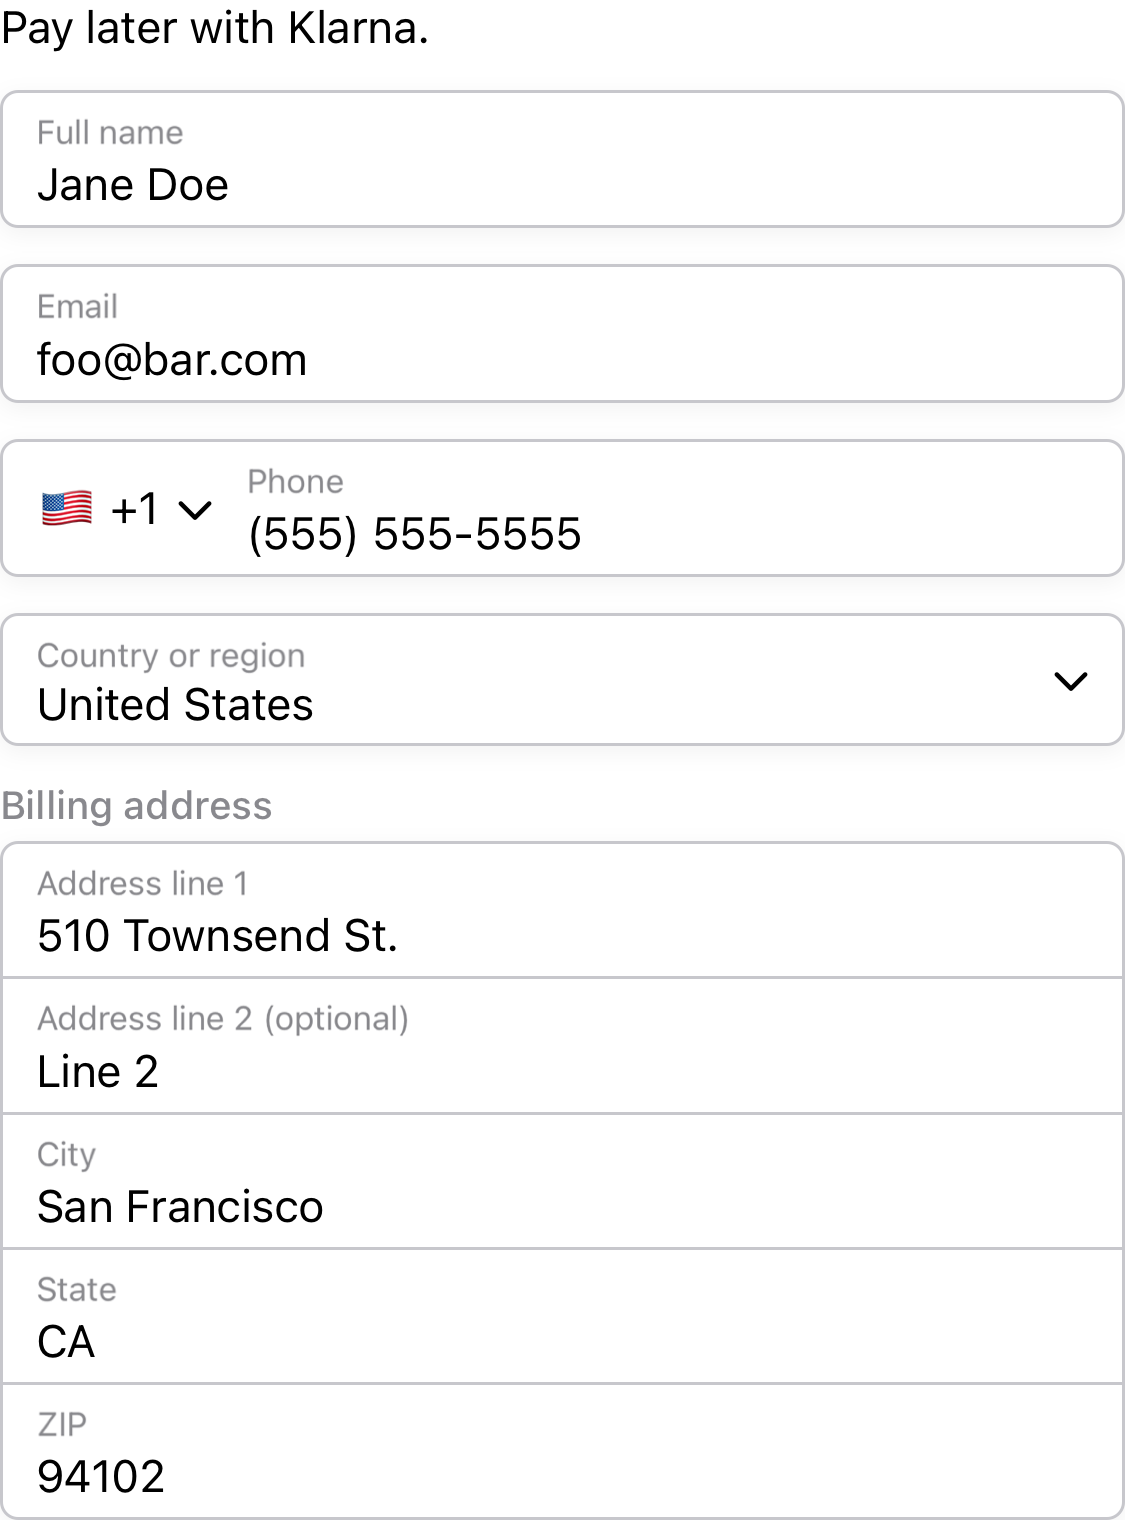 Pay later with Klarna.
Full name
Jane Doe
Email
foo@bar.com
Phone
+1
(555) 555-5555
Country or region
United States
Billing address
Address line 1
510 Townsend St.
Address line 2 (optional)
Line 2
City
San Francisco
State
CA
ZIP
94102